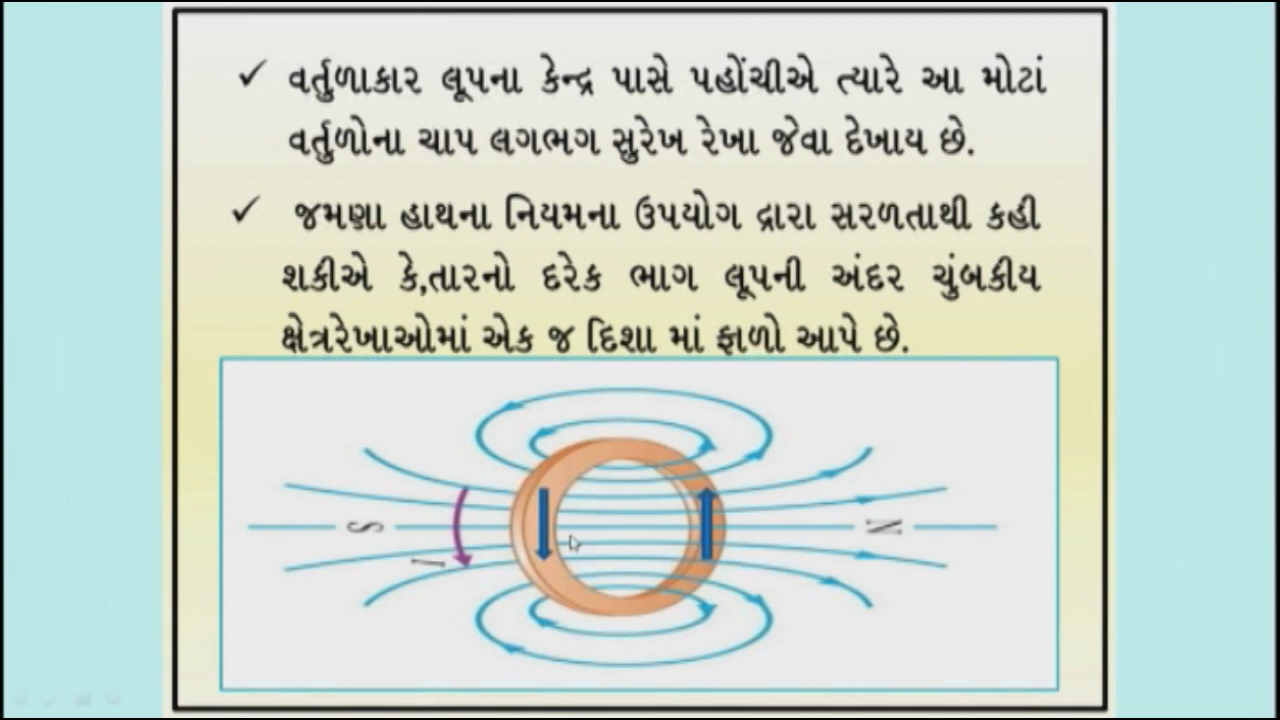 ✓ વર્તુળાકાર લૂપના કેન્દ્ર પાસે પહોંચીએ ત્યારે આ મોટાં
વર્તુળોના ચાપ લગભગ સુરેખ રેખા જેવા દેખાય છે.
✓ જમણા હાથના નિયમના ઉપયોગ દ્રારા સરળતાથી કહી
શકીએ કે,તારનો દરેક ભાગ લૂપની અંદર ચુંબકીય
ક્ષેત્રરેખાઓમાં એક જ દિશા માં ફાળો આપે છે.
S
N
I